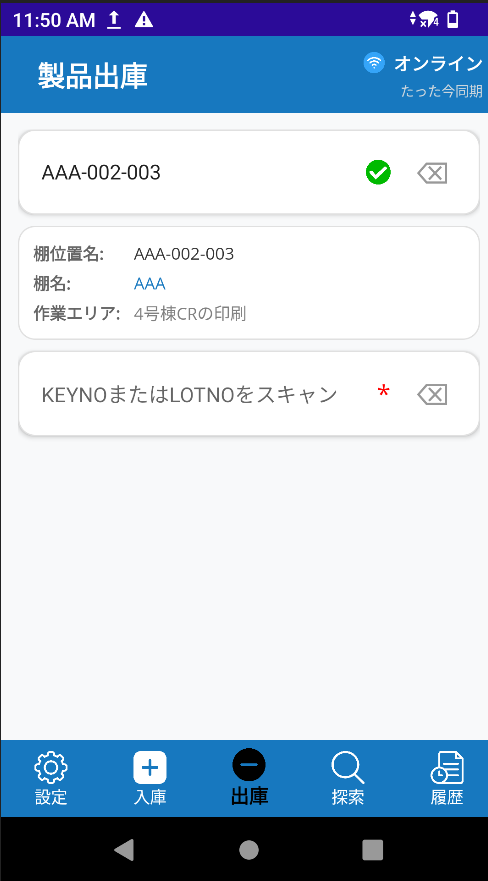 11:50 AM
製品出庫
オンライン
たった今同期
AAA-002-003
棚位置名: AAA-002-003
棚名: AAA
作業エリア: 4号棟CRの印刷
KEYNOまたはLOTNOをスキャン *
設定 入庫 出庫 探索 履歴